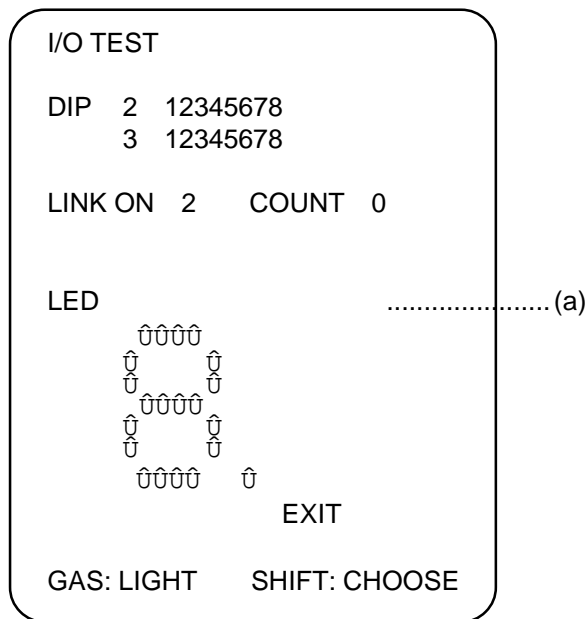 I/O TEST
DIP 2 12345678
3 12345678
LINK ON 2 COUNT 0
LED ...................... (a)
ÛÛÛÛ
Û Û
Û Û
ÛÛÛÛ
Û Û
Û Û
ÛÛÛÛ Û
EXIT
GAS: LIGHT SHIFT: CHOOSE